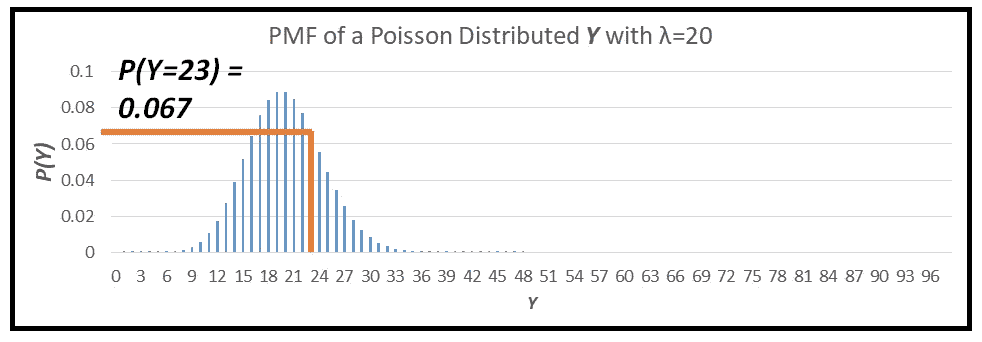 PMF of a Poisson Distributed Y with λ=20
P(Y=23) =
0.067
0.1
0.08
0.06
0.04
0.02
0
P(Y)
0 3 6 9 12 15 18 21 24 27 30 33 36 39 42 45 48 51 54 57 60 63 66 69 72 75 78 81 84 87 90 93 96
Y